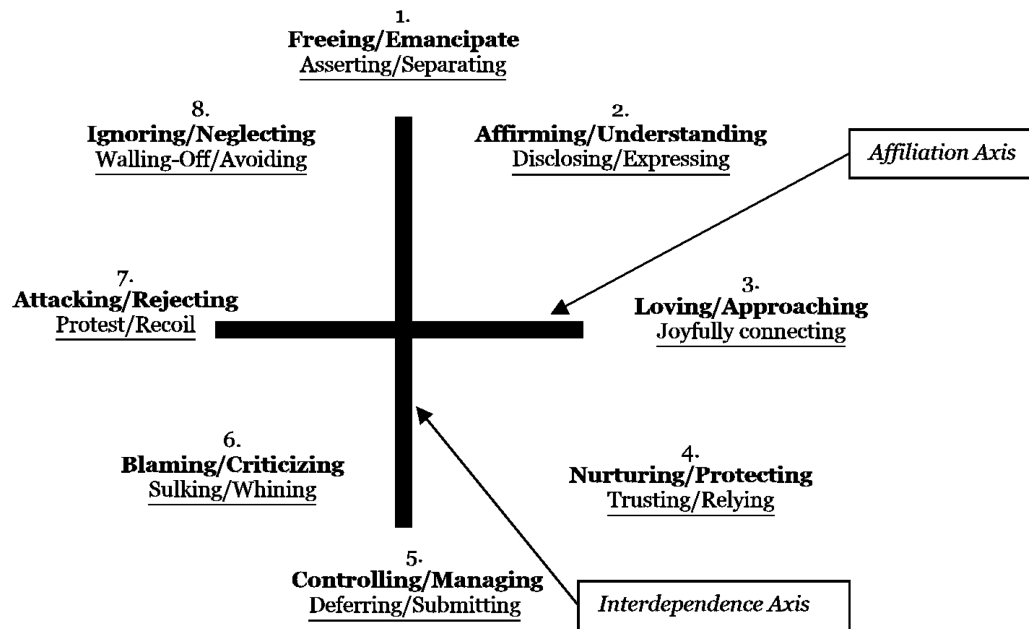 1.
Freeing/Emancipate
Asserting/Separating
8.
Ignoring/Neglecting
Walling-Off/Avoiding
2.
Affirming/Understanding
Disclosing/Expressing
Affiliation Axis
7.
Attacking/Rejecting
Protest/Recoil
3.
Loving/Approaching
Joyfully connecting
6.
Blaming/Criticizing
Sulking/Whining
4.
Nurturing/Protecting
Trusting/Relying
5.
Controlling/Managing
Deferring/Submitting
Interdependence Axis